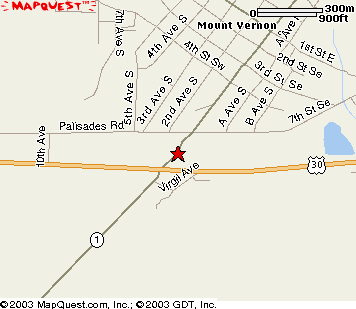 MAPQUEST™
300m
0
900ft
Mount Vernon
7th Ave S
4th Ave S
4th St Sw
A Ave N
1st St E
2nd St Se
3rd St Se
5th Ave S
3rd Ave S
2nd Ave S
A Ave S
B Ave S
7th St Se
Palisades Rd
10th Ave
Virgil Ave
30
1
©2003 MapQuest.com, Inc.; ©2003 GDT, Inc.